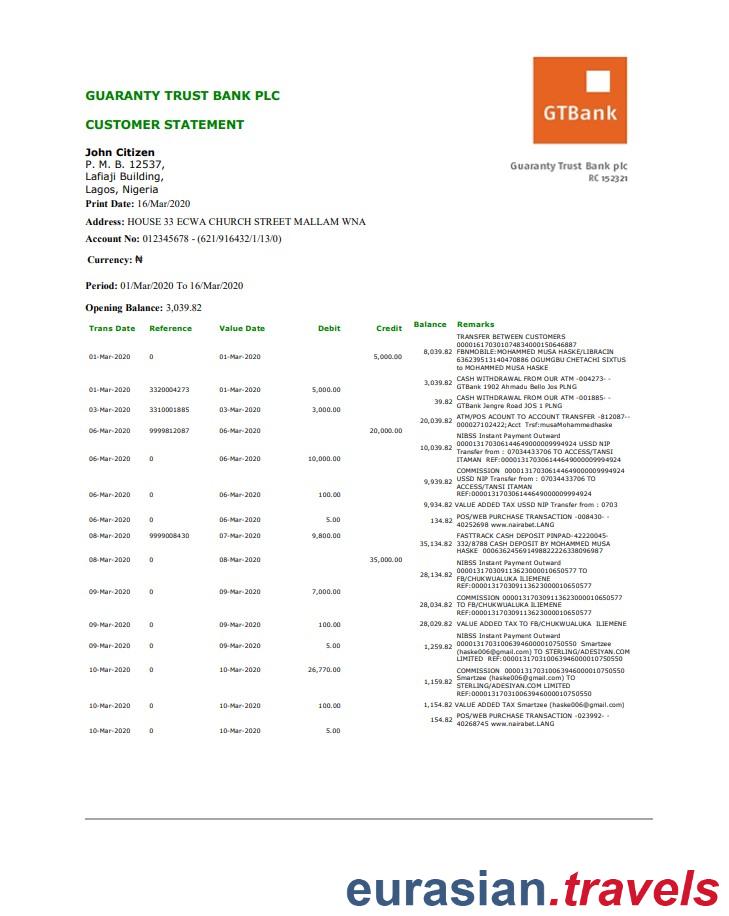 GUARANTY TRUST BANK PLC
CUSTOMER STATEMENT
GTBank
Guaranty Trust Bank plc
RC 152321
John Citizen
P. M. B. 12537,
Lafiaji Building,
Lagos, Nigeria
Print Date: 16/Mar/2020
Address: HOUSE 33 ECWA CHURCH STREET MALLAM WNA
Account No: 012345678 - (621/916432/1/13/0)
Currency: ₦
Period: 01/Mar/2020 To 16/Mar/2020
Opening Balance: 3,039.82
Trans Date Reference Value Date Debit Credit Balance Remarks
TRANSFER BETWEEN CUSTOMERS
000016170301074834000150646887
8,039.82 FBNMOBILE:MOHAMMED MUSA HASKE/LIBRACIN
01-Mar-2020 0 01-Mar-2020 5,000.00 636239513140470886 OGUMGBU CHETACHI SIXTUS
to MOHAMMED MUSA HASKE
3,039.82 CASH WITHDRAWAL FROM OUR ATM -004273- -
01-Mar-2020 3320004273 01-Mar-2020 5,000.00 GTBank 1902 Ahmadu Bello Jos PLNG
39.82 CASH WITHDRAWAL FROM OUR ATM -001885- -
03-Mar-2020 3310001885 03-Mar-2020 3,000.00 GTBank Jengre Road JOS 1 PLNG
20,039.82 ATM/POS ACOUNT TO ACCOUNT TRANSFER -812087--
000027102422;Acct Trsf:musaMohammedhaske
06-Mar-2020 9999812087 06-Mar-2020 20,000.00
NIBSS Instant Payment Outward
10,039.82 000013170306144649000009994924 USSD NIP
Transfer from : 07034433706 TO ACCESS/TANSI
06-Mar-2020 0 06-Mar-2020 10,000.00 ITAMAN REF:000013170306144649000009994924
COMMISSION 000013170306144649000009994924
9,939.82 USSD NIP Transfer from : 07034433706 TO
ACCESS/TANSI ITAMAN
06-Mar-2020 0 06-Mar-2020 100.00 REF:000013170306144649000009994924
9,934.82 VALUE ADDED TAX USSD NIP Transfer from : 0703
06-Mar-2020 0 06-Mar-2020 5.00 134.82 POS/WEB PURCHASE TRANSACTION -008430- -
40252698 www.nairabet.LANG
08-Mar-2020 9999008430 07-Mar-2020 9,800.00 FASTTRACK CASH DEPOSIT PINPAD-42220045-
35,134.82 332/8788 CASH DEPOSIT BY MOHAMMED MUSA
HASKE 000636245691498822226338096987
08-Mar-2020 0 08-Mar-2020 35,000.00 NIBSS Instant Payment Outward
000013170309113623000010650577 TO
28,134.82 FB/CHUKWUALUKA ILIEMENE
REF:000013170309113623000010650577
09-Mar-2020 0 09-Mar-2020 7,000.00
COMMISSION 000013170309113623000010650577
28,034.82 TO FB/CHUKWUALUKA ILIEMENE
REF:000013170309113623000010650577
09-Mar-2020 0 09-Mar-2020 100.00 28,029.82 VALUE ADDED TAX TO FB/CHUKWUALUKA ILIEMENE
NIBSS Instant Payment Outward
09-Mar-2020 0 09-Mar-2020 5.00 1,259.82 000013170310063946000010750550 Smartzee
(haske006@gmail.com) TO STERLING/ADESIYAN.COM
LIMITED REF:000013170310063946000010750550
10-Mar-2020 0 10-Mar-2020 26,770.00 COMMISSION 000013170310063946000010750550
1,159.82 Smartzee (haske006@gmail.com) TO
STERLING/ADESIYAN.COM LIMITED
REF:000013170310063946000010750550
10-Mar-2020 0 10-Mar-2020 100.00 1,154.82 VALUE ADDED TAX Smartzee (haske006@gmail.com)
154.82 POS/WEB PURCHASE TRANSACTION -023992- -
40268745 www.nairabet.LANG
10-Mar-2020 0 10-Mar-2020 5.00
eurasian.travels